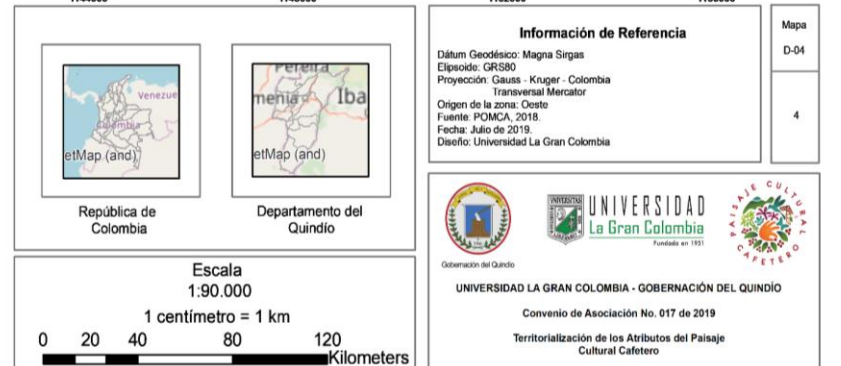 Venezue
Colombia
etMap (and)
República de
Colombia
Pereira
menia
Iba
etMap (and)
Departamento del
Quindío
Escala
1:90.000
1 centímetro = 1 km
0 20 40 80 120
Kilometers
Información de Referencia
Dátum Geodésico: Magna Sirgas
Elipsoide: GRS80
Proyección: Gauss - Kruger - Colombia
Transversal Mercator
Origen de la zona: Oeste
Fuente: POMCA, 2018.
Fecha: Julio de 2019.
Diseño: Universidad La Gran Colombia
Mapa
D-04
4
Gobernación del Quindío
UNIVERSITAS
UNIVERSIDAD
La Gran Colombia
Fundada en 1951
PAISAJE CULTURAL CAFETERO
UNIVERSIDAD LA GRAN COLOMBIA - GOBERNACIÓN DEL QUINDÍO
Convenio de Asociación No. 017 de 2019
Territorialización de los Atributos del Paisaje
Cultural Cafetero